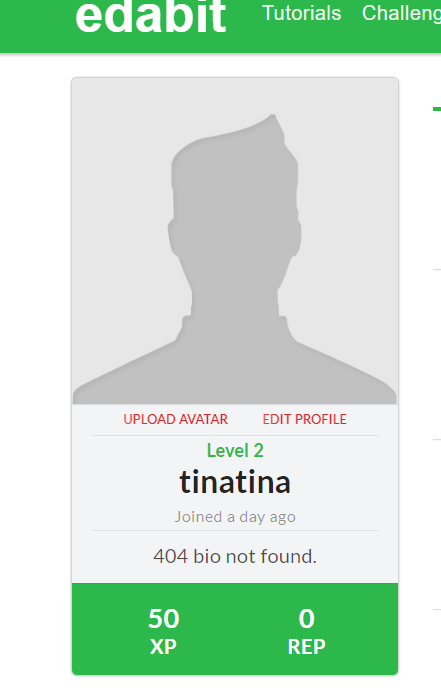 edabit Tutorials Challeng
UPLOAD AVATAR EDIT PROFILE
Level 2
tinatina
Joined a day ago
404 bio not found.
50 0
XP REP